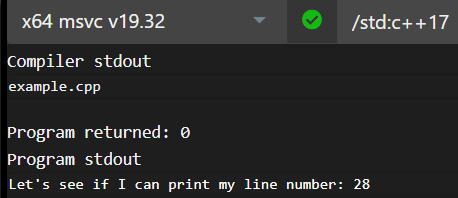 x64 msvc v19.32 /std:c++17
Compiler stdout
example.cpp
Program returned: 0
Program stdout
Let's see if I can print my line number: 28